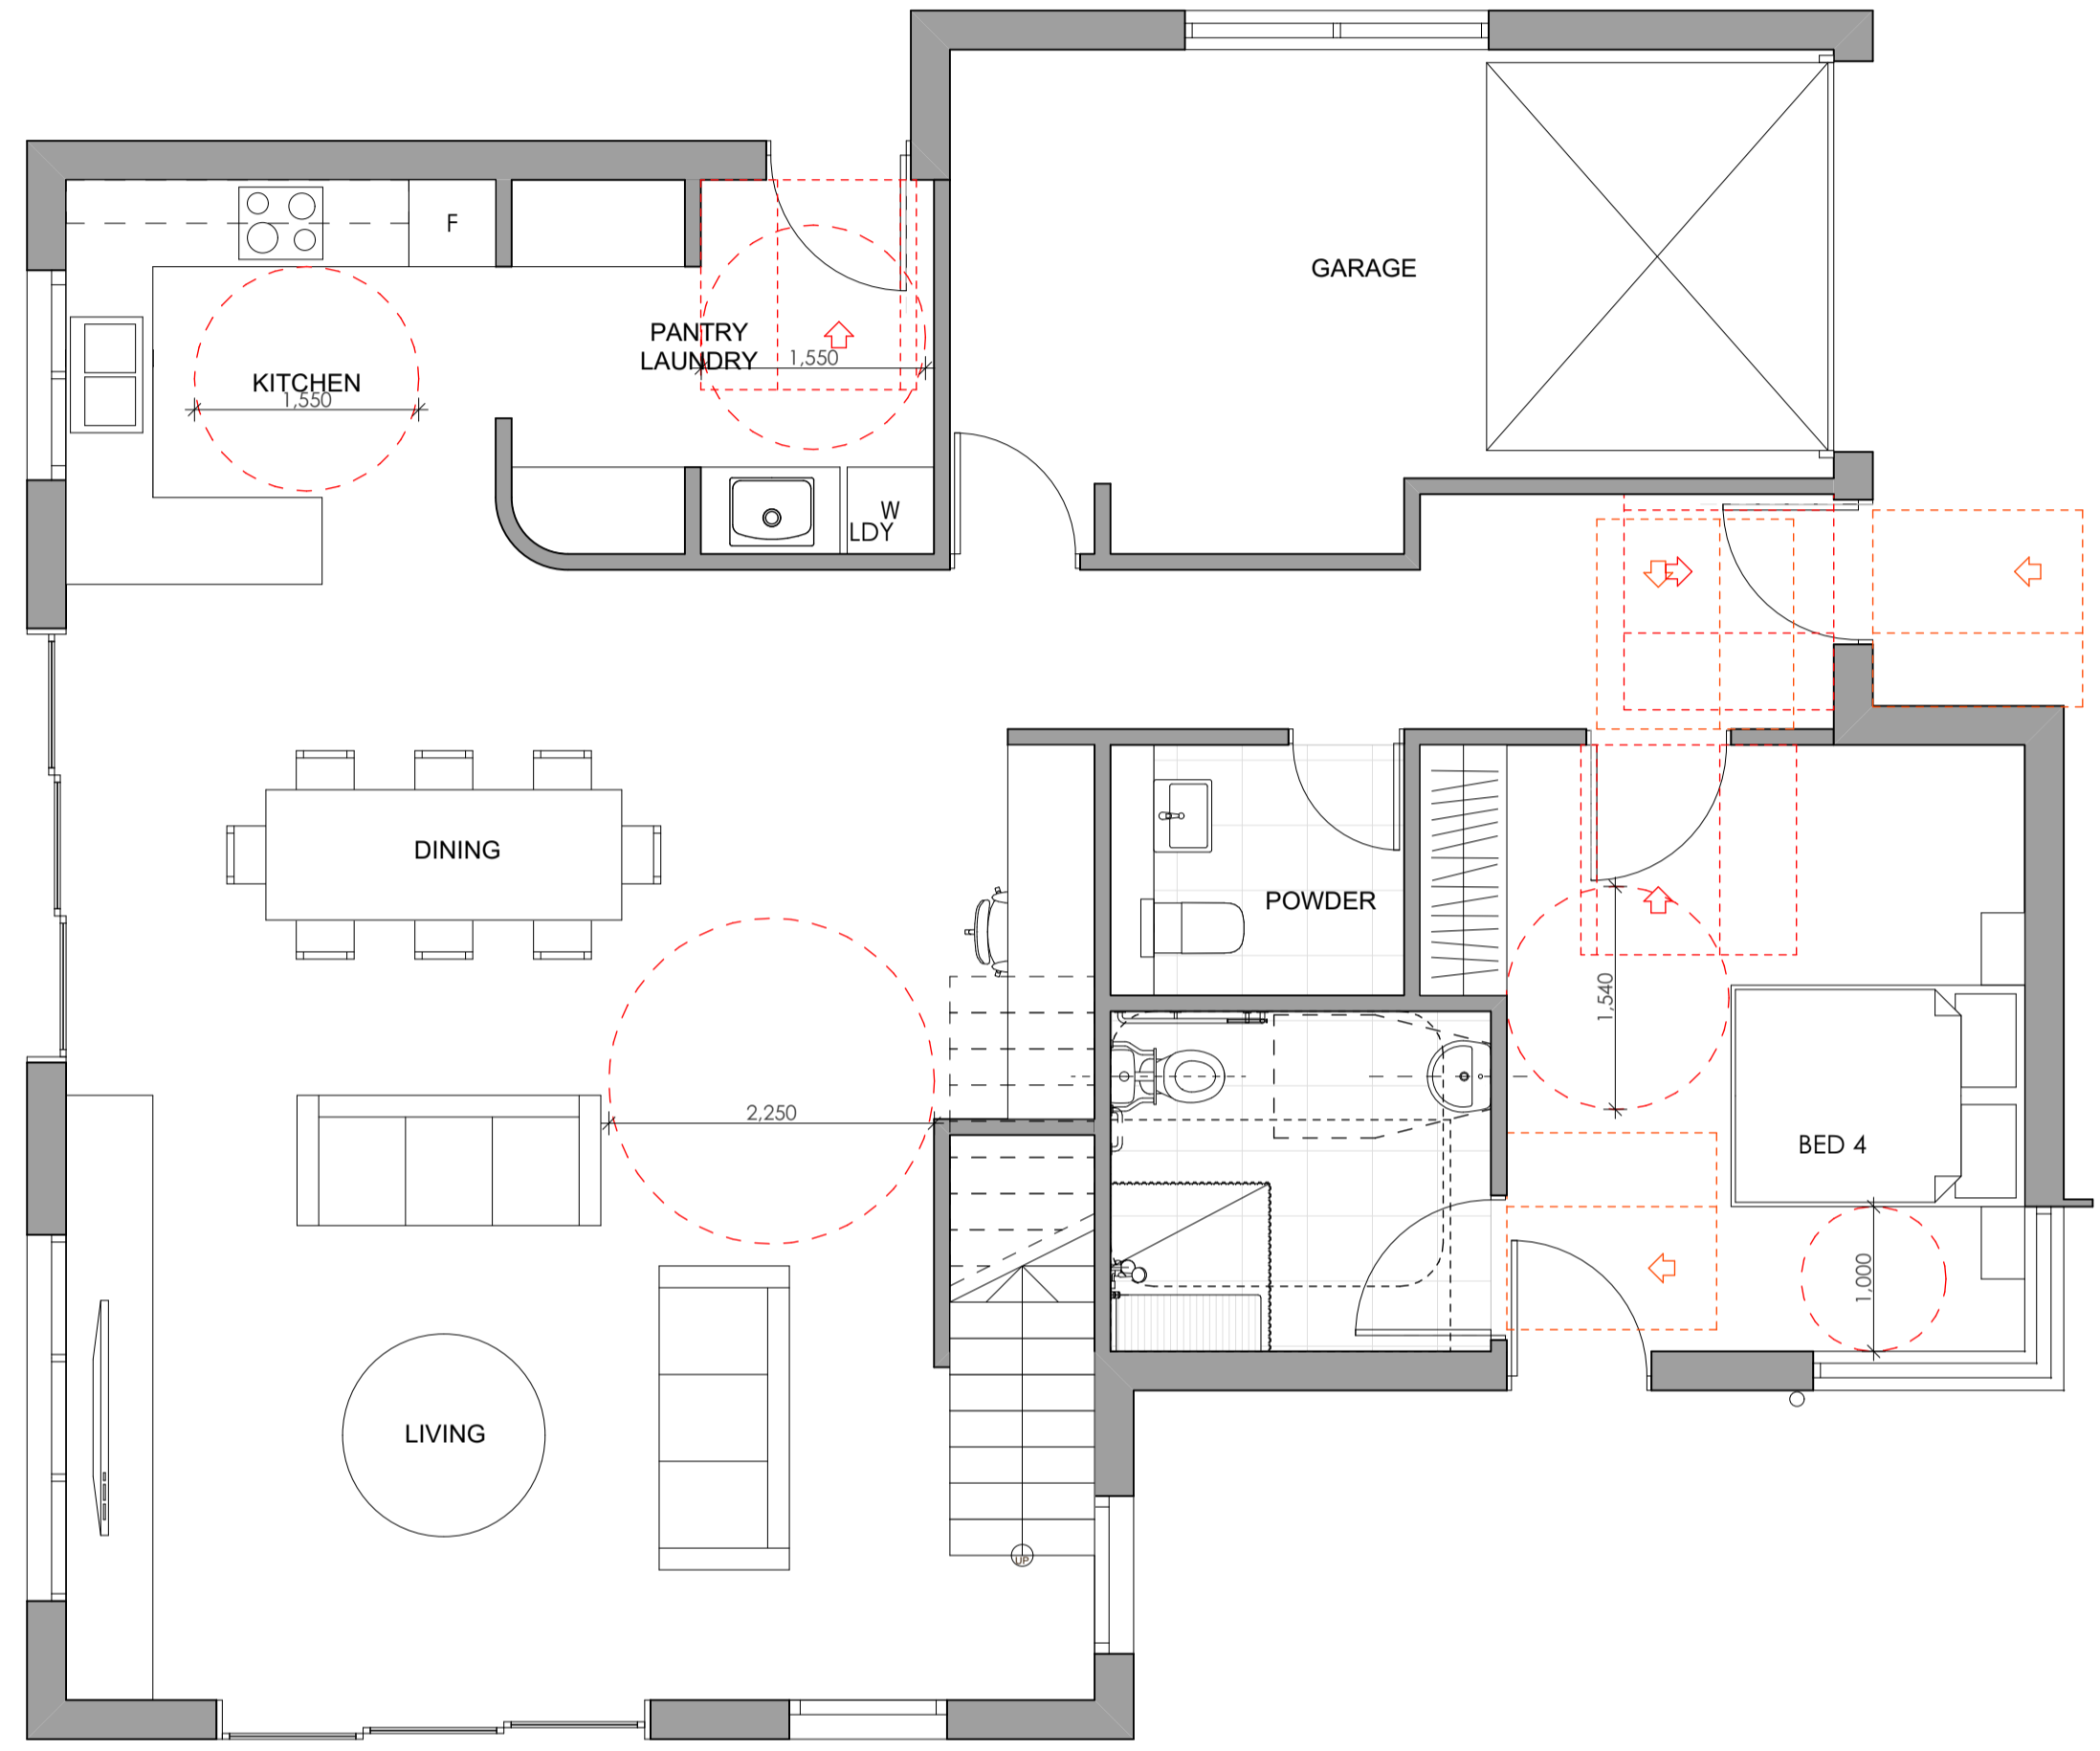 GARAGE
F
PANTRY
LAUNDRY
1,550
KITCHEN
1,550
W
LDY
DINING
POWDER
1,540
2,250
BED 4
1,000
LIVING
UP